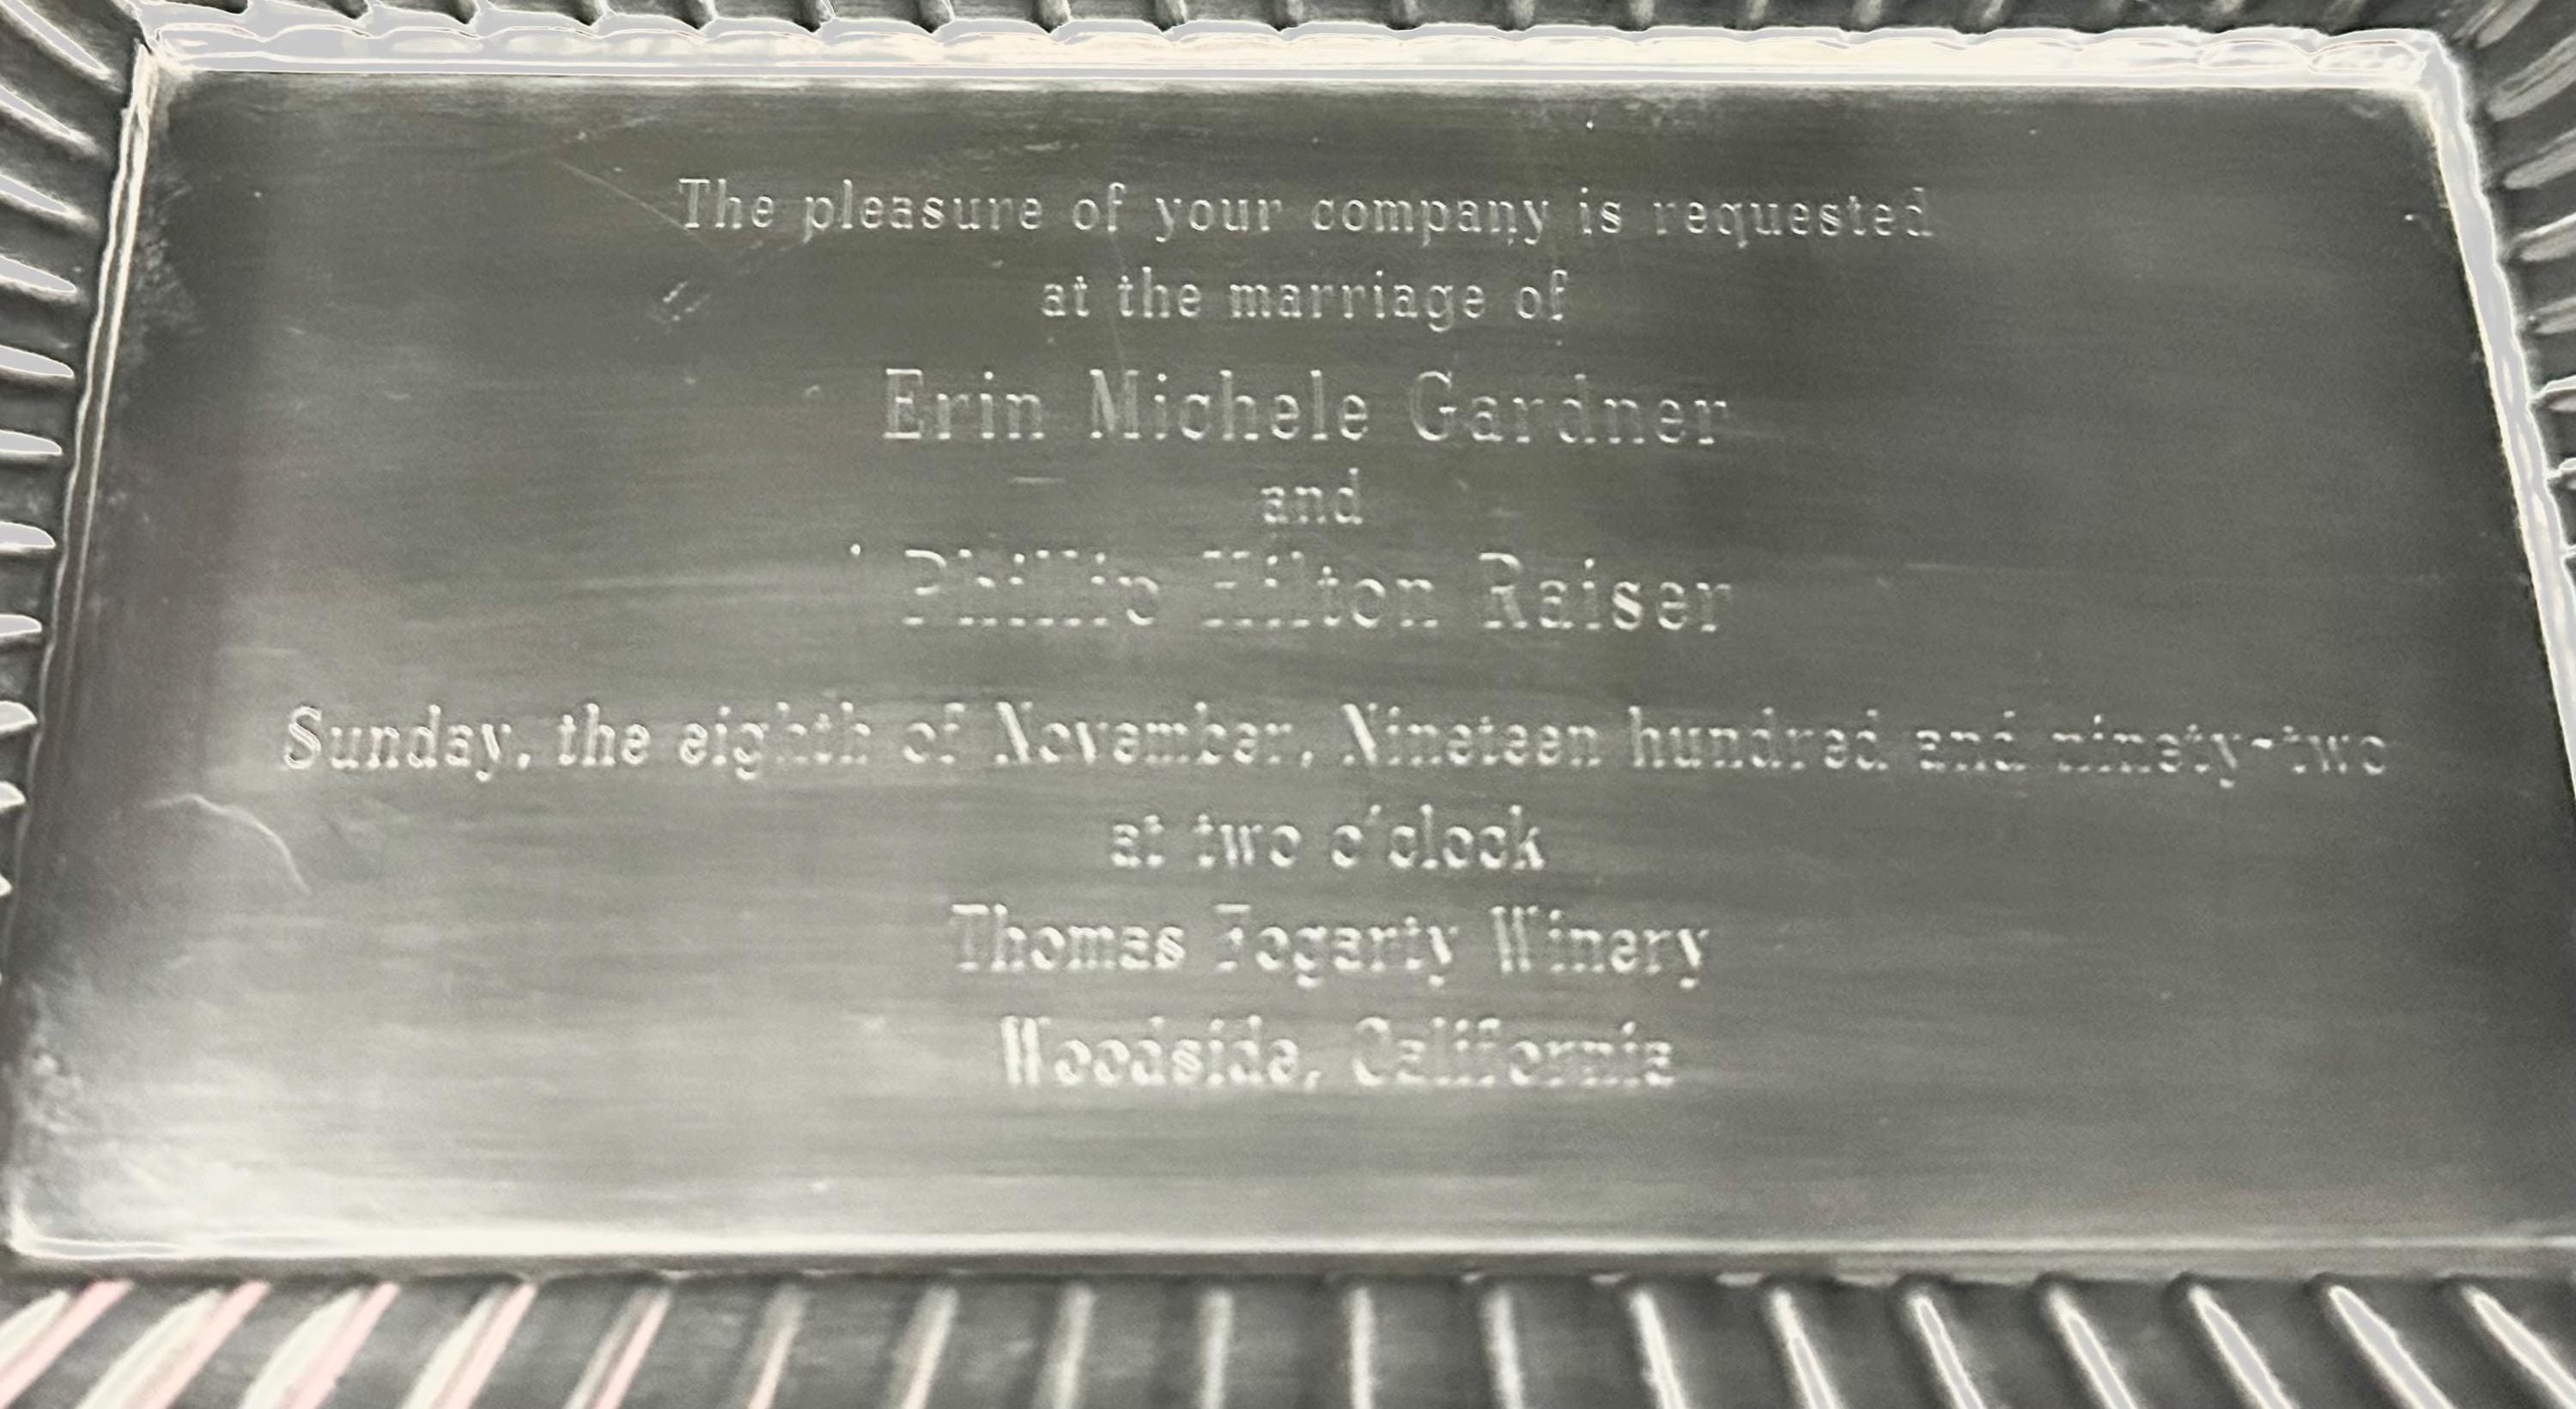 The pleasure of your company is requested
at the marriage of
Erin Michele Gardner
and
Phillip Hilton Raiser
Sunday, the eighth of November, Nineteen hundred and ninety-two
at two o'clock
Thomas Fogarty Winery
Woodside, California